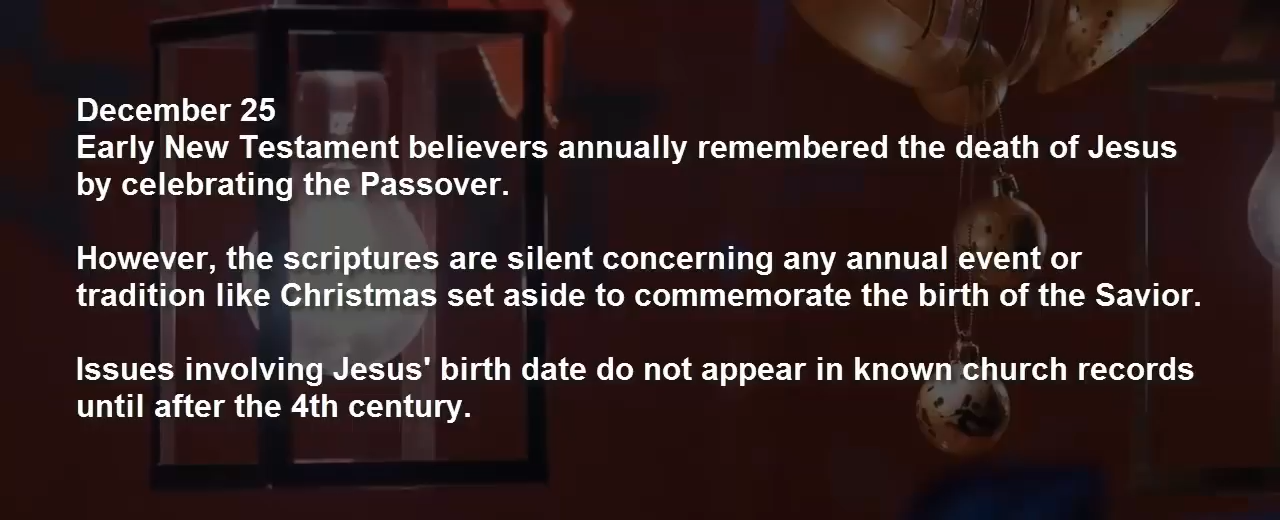 December 25
Early New Testament believers annually remembered the death of Jesus
by celebrating the Passover.
However, the scriptures are silent concerning any annual event or
tradition like Christmas set aside to commemorate the birth of the Savior.
Issues involving Jesus' birth date do not appear in known church records
until after the 4th century.